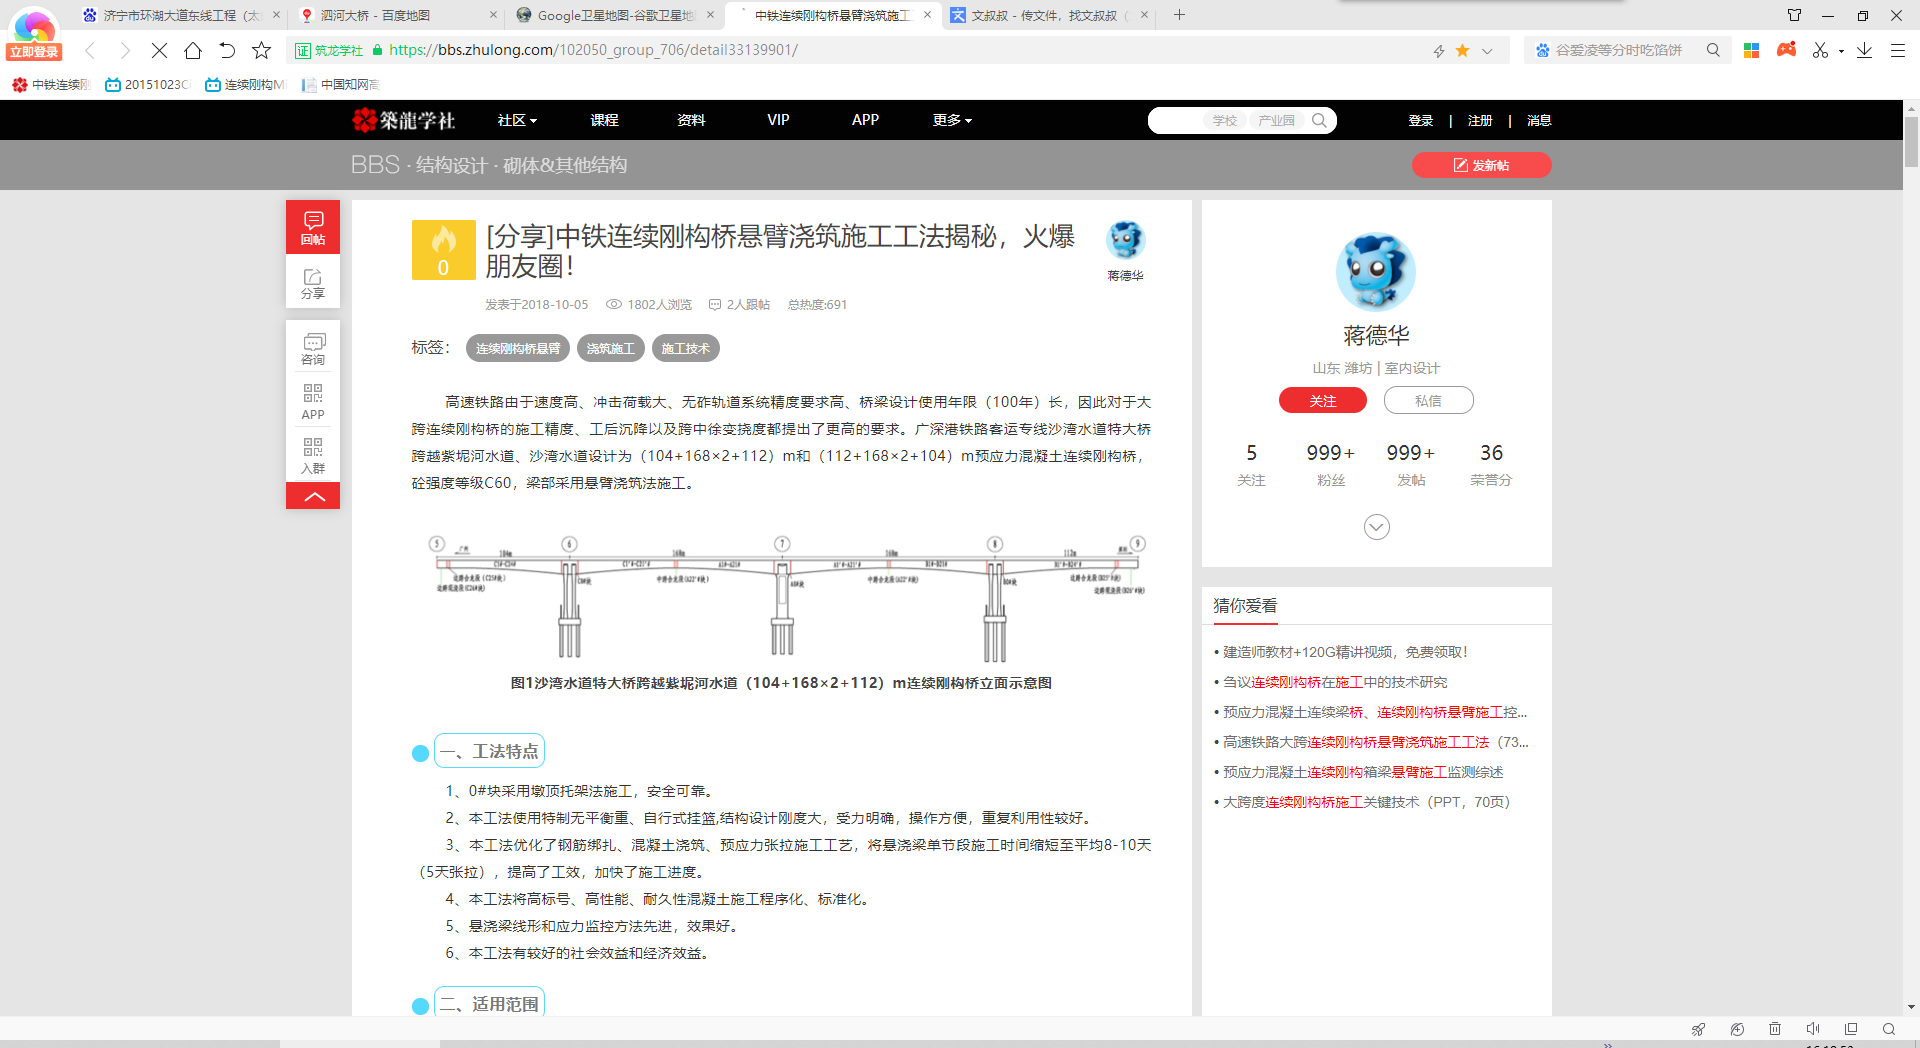 济宁市环湖大道东线工程（太
泗河大桥 - 百度地图
Google卫星地图-谷歌卫星地
中铁连续刚构桥悬臂浇筑施工
文叔叔 - 传文件，找文叔叔（
立即登录
证 筑龙学社 https://bbs.zhulong.com/102050_group_706/detail33139901/
谷爱凌等分时吃馅饼
中铁连续刚
20151023C
连续刚构M
中国知网高
築龍学社
社区 课程 资料 VIP APP 更多
学校 产业园
登录 | 注册 | 消息
BBS · 结构设计 · 砌体&其他结构
发新帖
回帖
分享
咨询
APP
入群
0
[分享]中铁连续刚构桥悬臂浇筑施工工法揭秘，火爆
朋友圈！
蒋德华
发表于2018-10-05 1802人浏览 2人跟帖 总热度:691
标签： 连续刚构桥悬臂 浇筑施工 施工技术
高速铁路由于速度高、冲击荷载大、无砟轨道系统精度要求高、桥梁设计使用年限（100年）长，因此对于大
跨连续刚构桥的施工精度、工后沉降以及跨中徐变挠度都提出了更高的要求。广深港铁路客运专线沙湾水道特大桥
跨越紫坭河水道、沙湾水道设计为（104+168×2+112）m和（112+168×2+104）m预应力混凝土连续刚构桥，
砼强度等级C60，梁部采用悬臂浇筑法施工。
5 6 7 8 9
104m 168m 168m 112m
图1沙湾水道特大桥跨越紫坭河水道（104+168×2+112）m连续刚构桥立面示意图
一、工法特点
1、0#块采用墩顶托架法施工，安全可靠。
2、本工法使用特制无平衡重、自行式挂篮,结构设计刚度大，受力明确，操作方便，重复利用性较好。
3、本工法优化了钢筋绑扎、混凝土浇筑、预应力张拉施工工艺，将悬浇梁单节段施工时间缩短至平均8-10天
（5天张拉），提高了工效，加快了施工进度。
4、本工法将高标号、高性能、耐久性混凝土施工程序化、标准化。
5、悬浇梁线形和应力监控方法先进，效果好。
6、本工法有较好的社会效益和经济效益。
二、适用范围
蒋德华
山东 潍坊 | 室内设计
关注 私信
5 999+ 999+ 36
关注 粉丝 发帖 荣誉分
猜你爱看
• 建造师教材+120G精讲视频，免费领取！
• 刍议连续刚构桥在施工中的技术研究
• 预应力混凝土连续梁桥、连续刚构桥悬臂施工控...
• 高速铁路大跨连续刚构桥悬臂浇筑施工工法（73...
• 预应力混凝土连续刚构箱梁悬臂施工监测综述
• 大跨度连续刚构桥施工关键技术（PPT，70页）